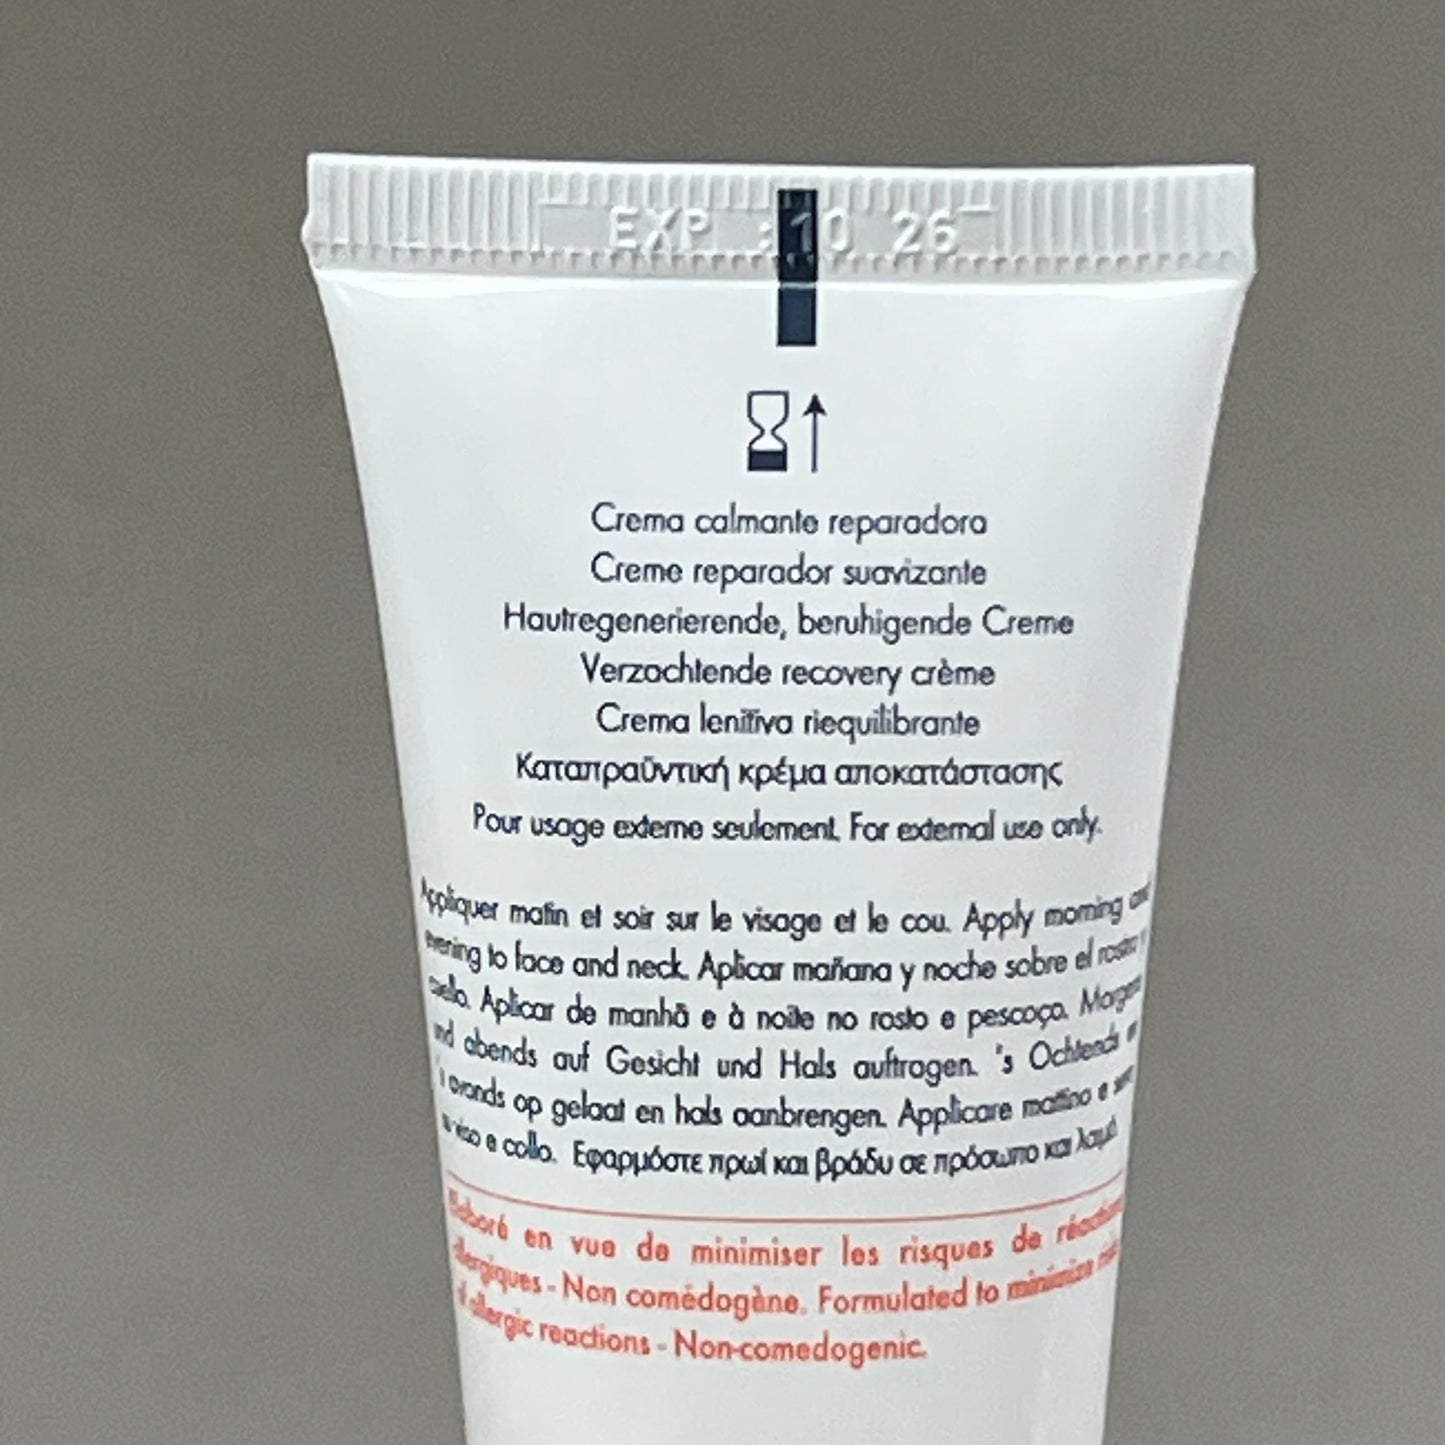 EXP :10 26
Crema calmante reparadora
Creme reparador suavizante
Hautregenerierende, beruhigende Creme
Verzachtende recovery crème
Crema lenitiva riequilibrante
Καταπραϋντική κρέμα αποκατάστασης
Pour usage externe seulement. For external use only.
Appliquer matin et soir sur le visage et le cou. Apply morning and
evening to face and neck. Aplicar mañana y noche sobre el rostro y
cuello. Aplicar de manhã e à noite no rosto e pescoço. Morgens
und abends auf Gesicht und Hals auftragen. 's Ochtends en
's avonds op gelaat en hals aanbrengen. Applicare mattino e sera
su viso e collo. Εφαρμόστε πρωί και βράδυ σε πρόσωπο και λαιμό.
Elaboré en vue de minimiser les risques de réactions
allergiques - Non comédogène. Formulated to minimize risks
of allergic reactions - Non-comedogenic.